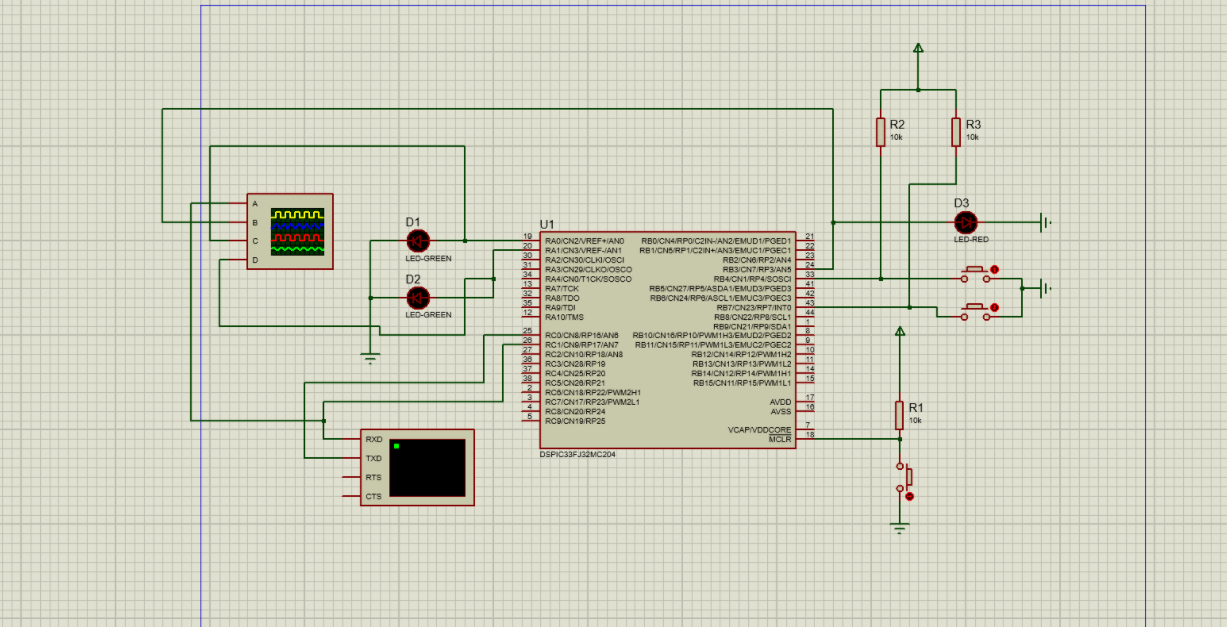 R2
10k
R3
10k
A
B
C
D
D1
LED-GREEN
D2
LED-GREEN
D3
LED-RED
U1
19
20
30
31
34
13
32
35
12
25
26
27
36
37
38
2
3
4
5
RA0/CN2/VREF+/AN0
RA1/CN3/VREF-/AN1
RA2/CN30/CLKI/OSCI
RA3/CN29/CLKO/OSCO
RA4/CN0/T1CK/SOSCO
RA7/TCK
RA8/TDO
RA9/TDI
RA10/TMS
RC0/CN8/RP16/AN6
RC1/CN9/RP17/AN7
RC2/CN10/RP18/AN8
RC3/CN28/RP19
RC4/CN25/RP20
RC5/CN26/RP21
RC6/CN18/RP22/PWM2H1
RC7/CN17/RP23/PWM2L1
RC8/CN20/RP24
RC9/CN19/RP25
RB0/CN4/RP0/C2IN-/AN2/EMUD1/PGED1
RB1/CN5/RP1/C2IN+/AN3/EMUC1/PGEC1
RB2/CN6/RP2/AN4
RB3/CN7/RP3/AN5
RB4/CN1/RP4/SOSCI
RB5/CN27/RP5/ASDA1/EMUD3/PGED3
RB6/CN24/RP6/ASCL1/EMUC3/PGEC3
RB7/CN23/RP7/INT0
RB8/CN22/RP8/SCL1
RB9/CN21/RP9/SDA1
RB10/CN16/RP10/PWM1H3/EMUD2/PGED2
RB11/CN15/RP11/PWM1L3/EMUC2/PGEC2
RB12/CN14/RP12/PWM1H2
RB13/CN13/RP13/PWM1L2
RB14/CN12/RP14/PWM1H1
RB15/CN11/RP15/PWM1L1
AVDD
AVSS
VCAP/VDDCORE
MCLR
21
22
23
24
33
41
42
43
44
1
8
9
10
11
14
15
17
16
7
18
DSPIC33FJ32MC204
R1
10k
RXD
TXD
RTS
CTS